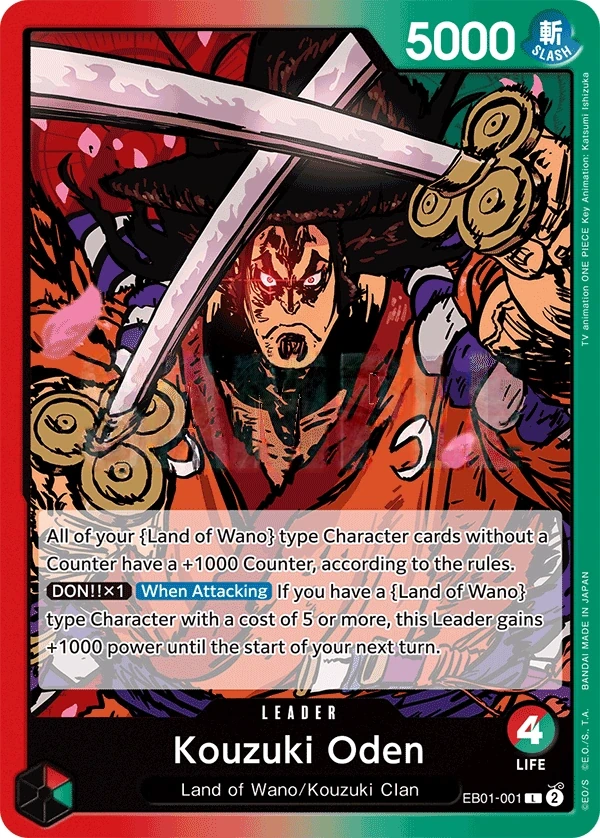 5000
斬
SLASH
TV animation ONE PIECE Key Animation: Katsumi Ishizuka
All of your {Land of Wano} type Character cards without a
Counter have a +1000 Counter, according to the rules.
DON!!×1 When Attacking If you have a {Land of Wano}
type Character with a cost of 5 or more, this Leader gains
+1000 power until the start of your next turn.
BANDAI MADE IN JAPAN
©EO/S ©E.O./S., T.A.
LEADER
Kouzuki Oden
4
LIFE
Land of Wano/Kouzuki Clan
EB01-001 L 2